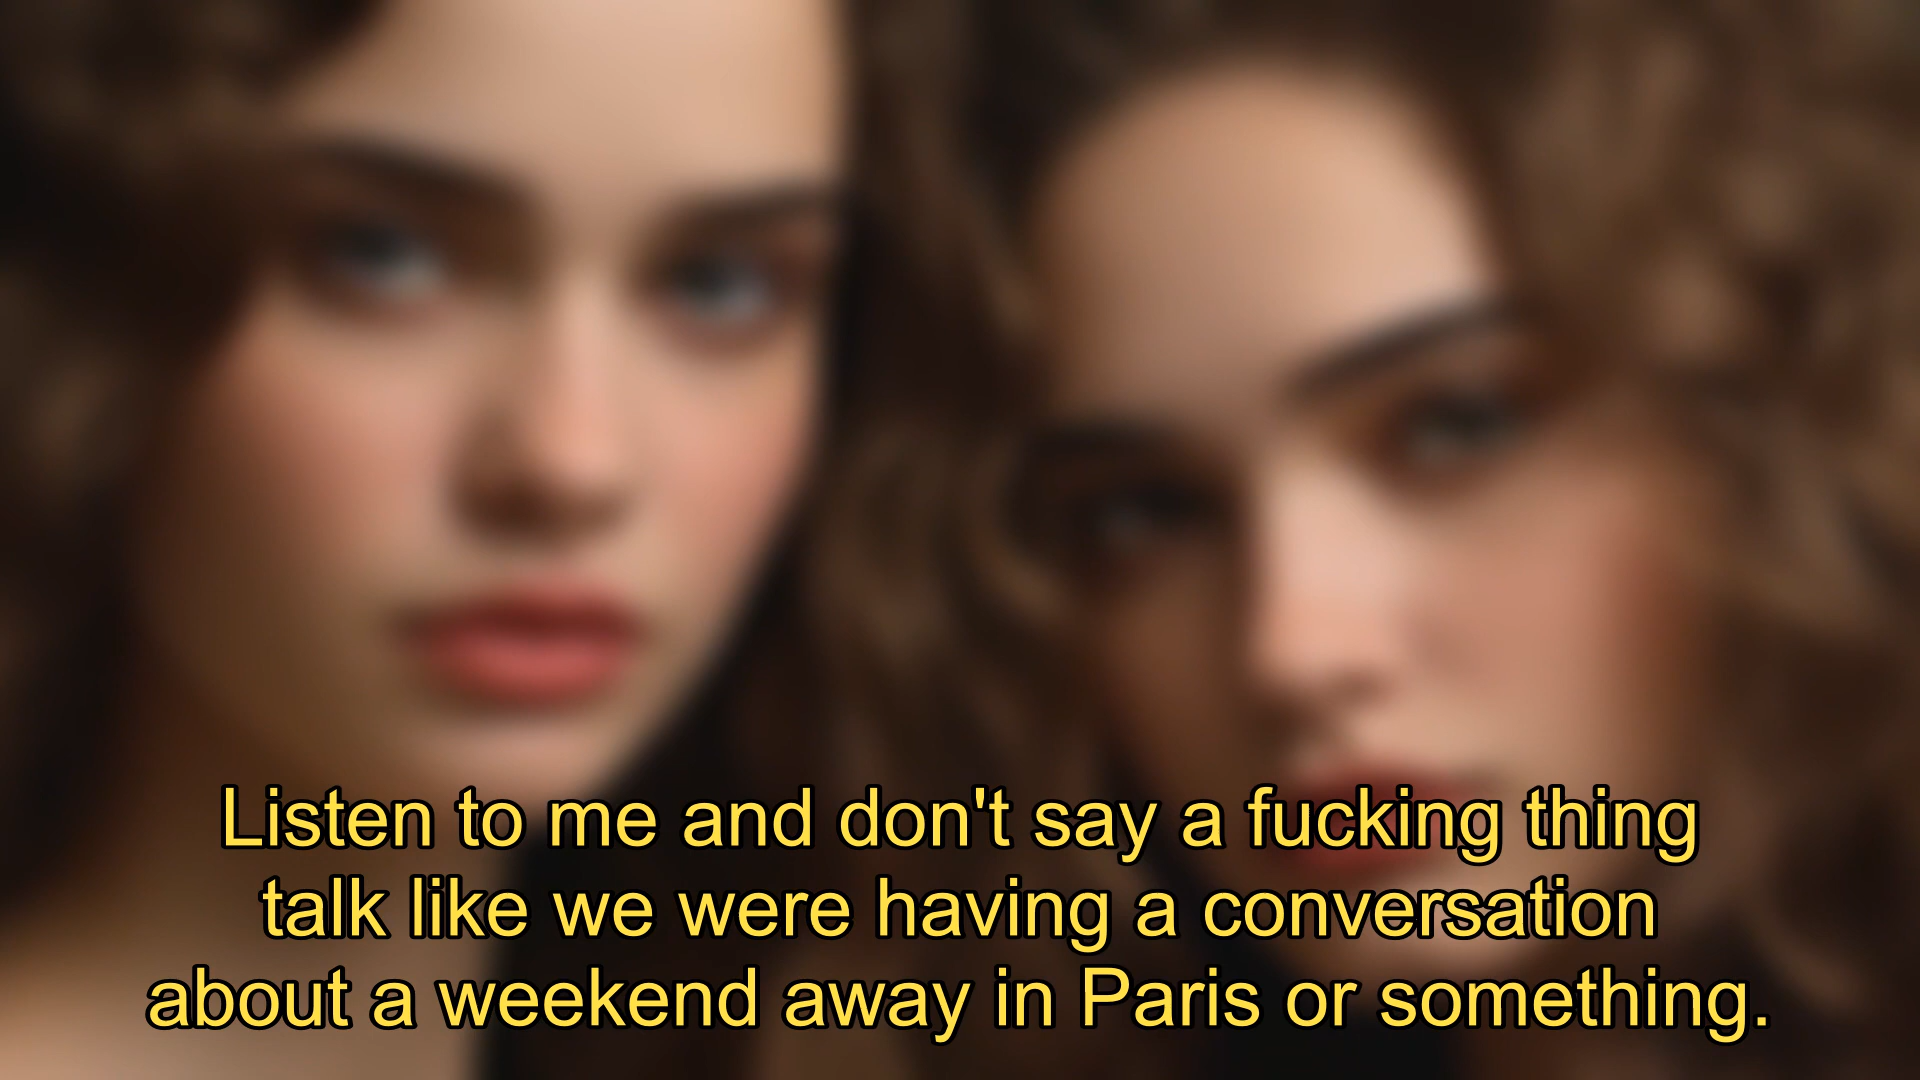 Listen to me and don't say a fucking thing
talk like we were having a conversation
about a weekend away in Paris or something.